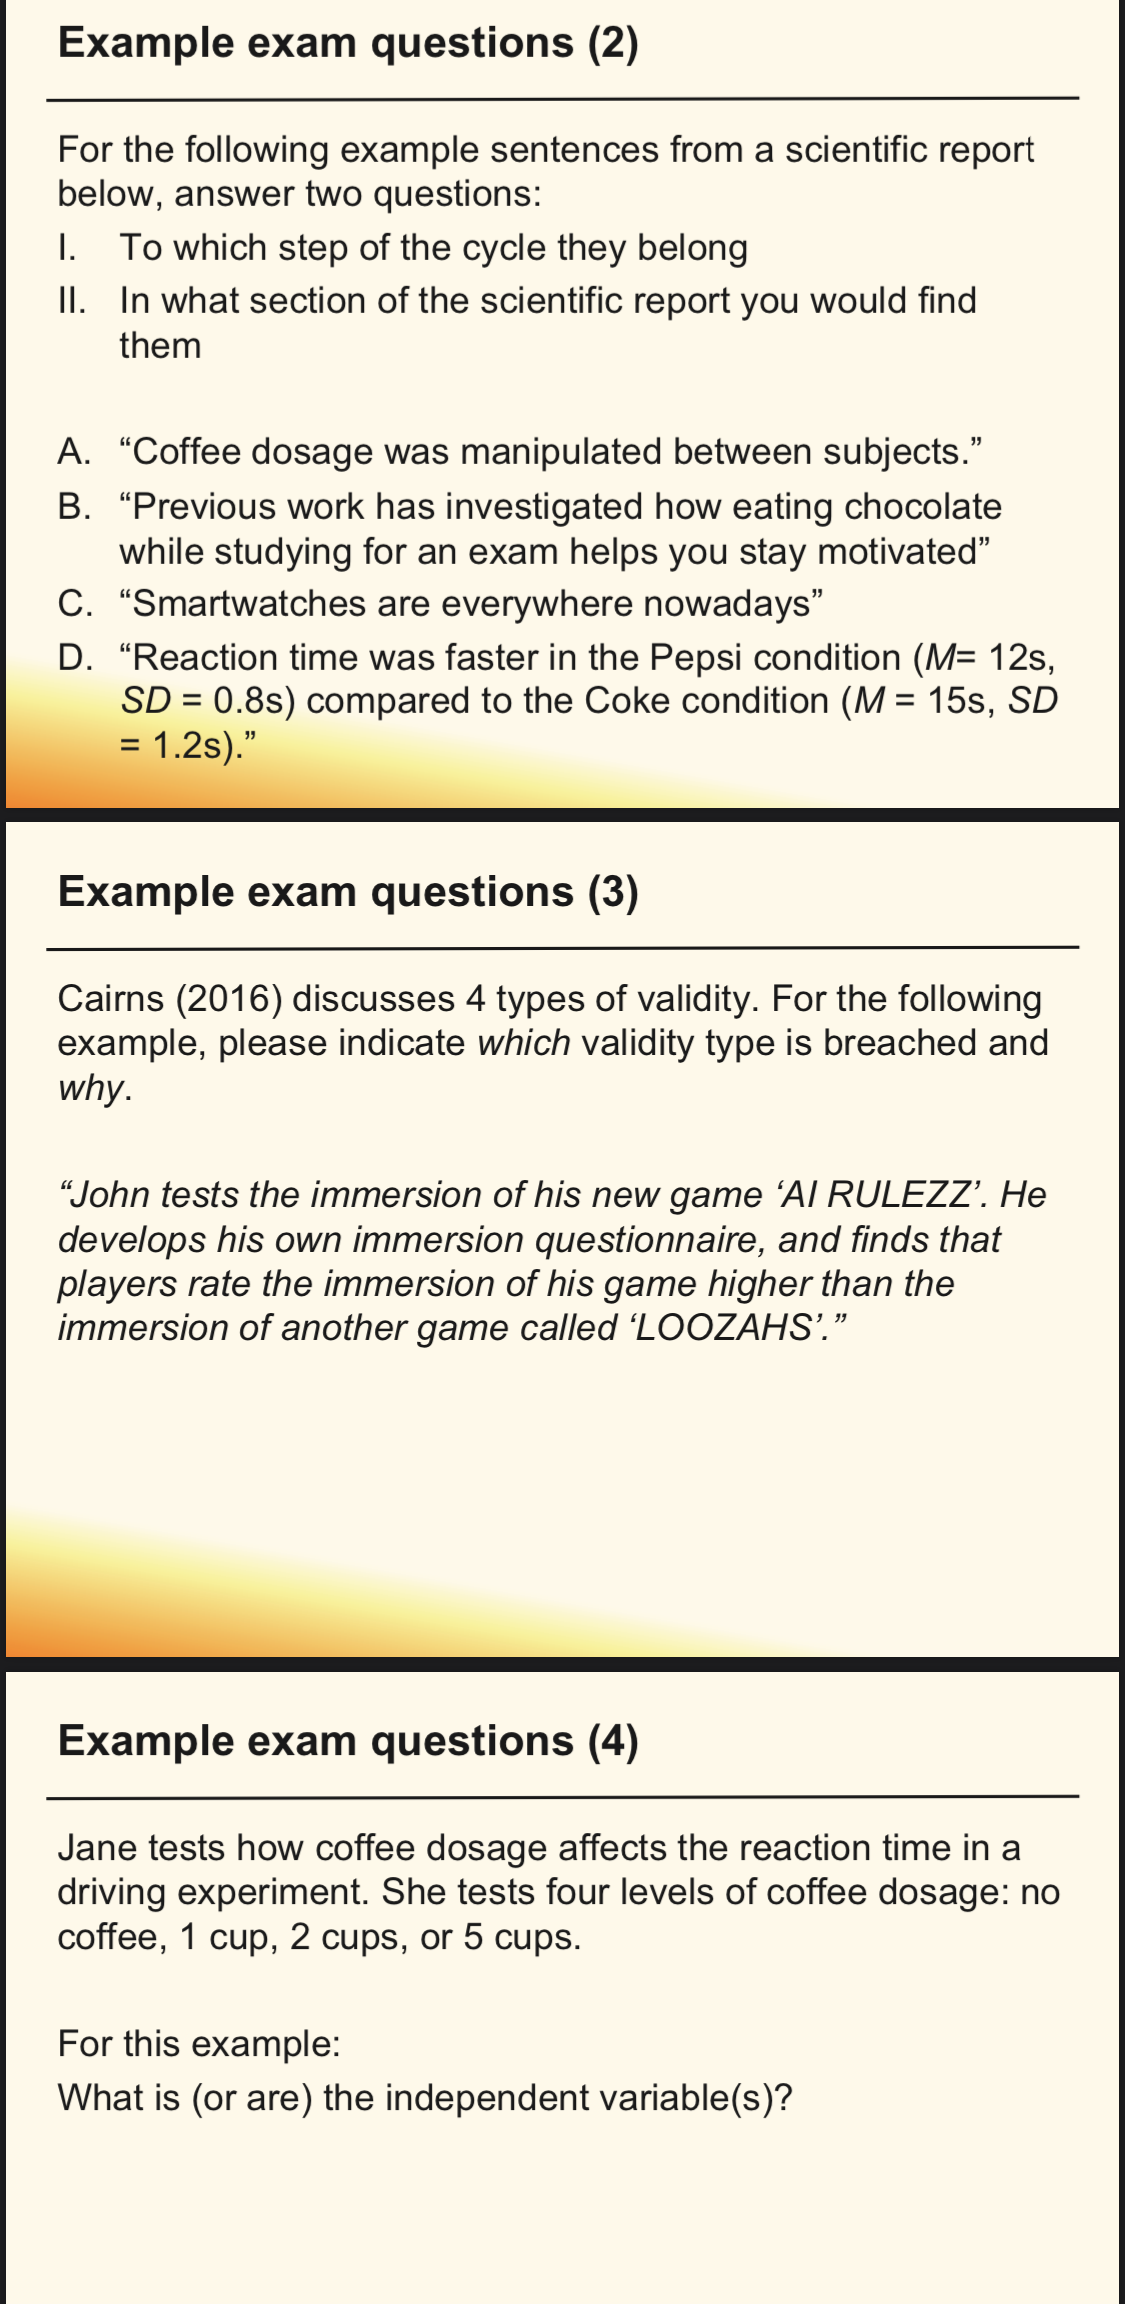 Example exam questions (2)
For the following example sentences from a scientific report
below, answer two questions:
I. To which step of the cycle they belong
II. In what section of the scientific report you would find
them
A. “Coffee dosage was manipulated between subjects.”
B. “Previous work has investigated how eating chocolate
while studying for an exam helps you stay motivated”
C. “Smartwatches are everywhere nowadays”
D. “Reaction time was faster in the Pepsi condition (M= 12s,
SD = 0.8s) compared to the Coke condition (M = 15s, SD
= 1.2s).”
Example exam questions (3)
Cairns (2016) discusses 4 types of validity. For the following
example, please indicate which validity type is breached and
why.
“John tests the immersion of his new game ‘AI RULEZZ’. He
develops his own immersion questionnaire, and finds that
players rate the immersion of his game higher than the
immersion of another game called ‘LOOZAHS’.”
Example exam questions (4)
Jane tests how coffee dosage affects the reaction time in a
driving experiment. She tests four levels of coffee dosage: no
coffee, 1 cup, 2 cups, or 5 cups.
For this example:
What is (or are) the independent variable(s)?